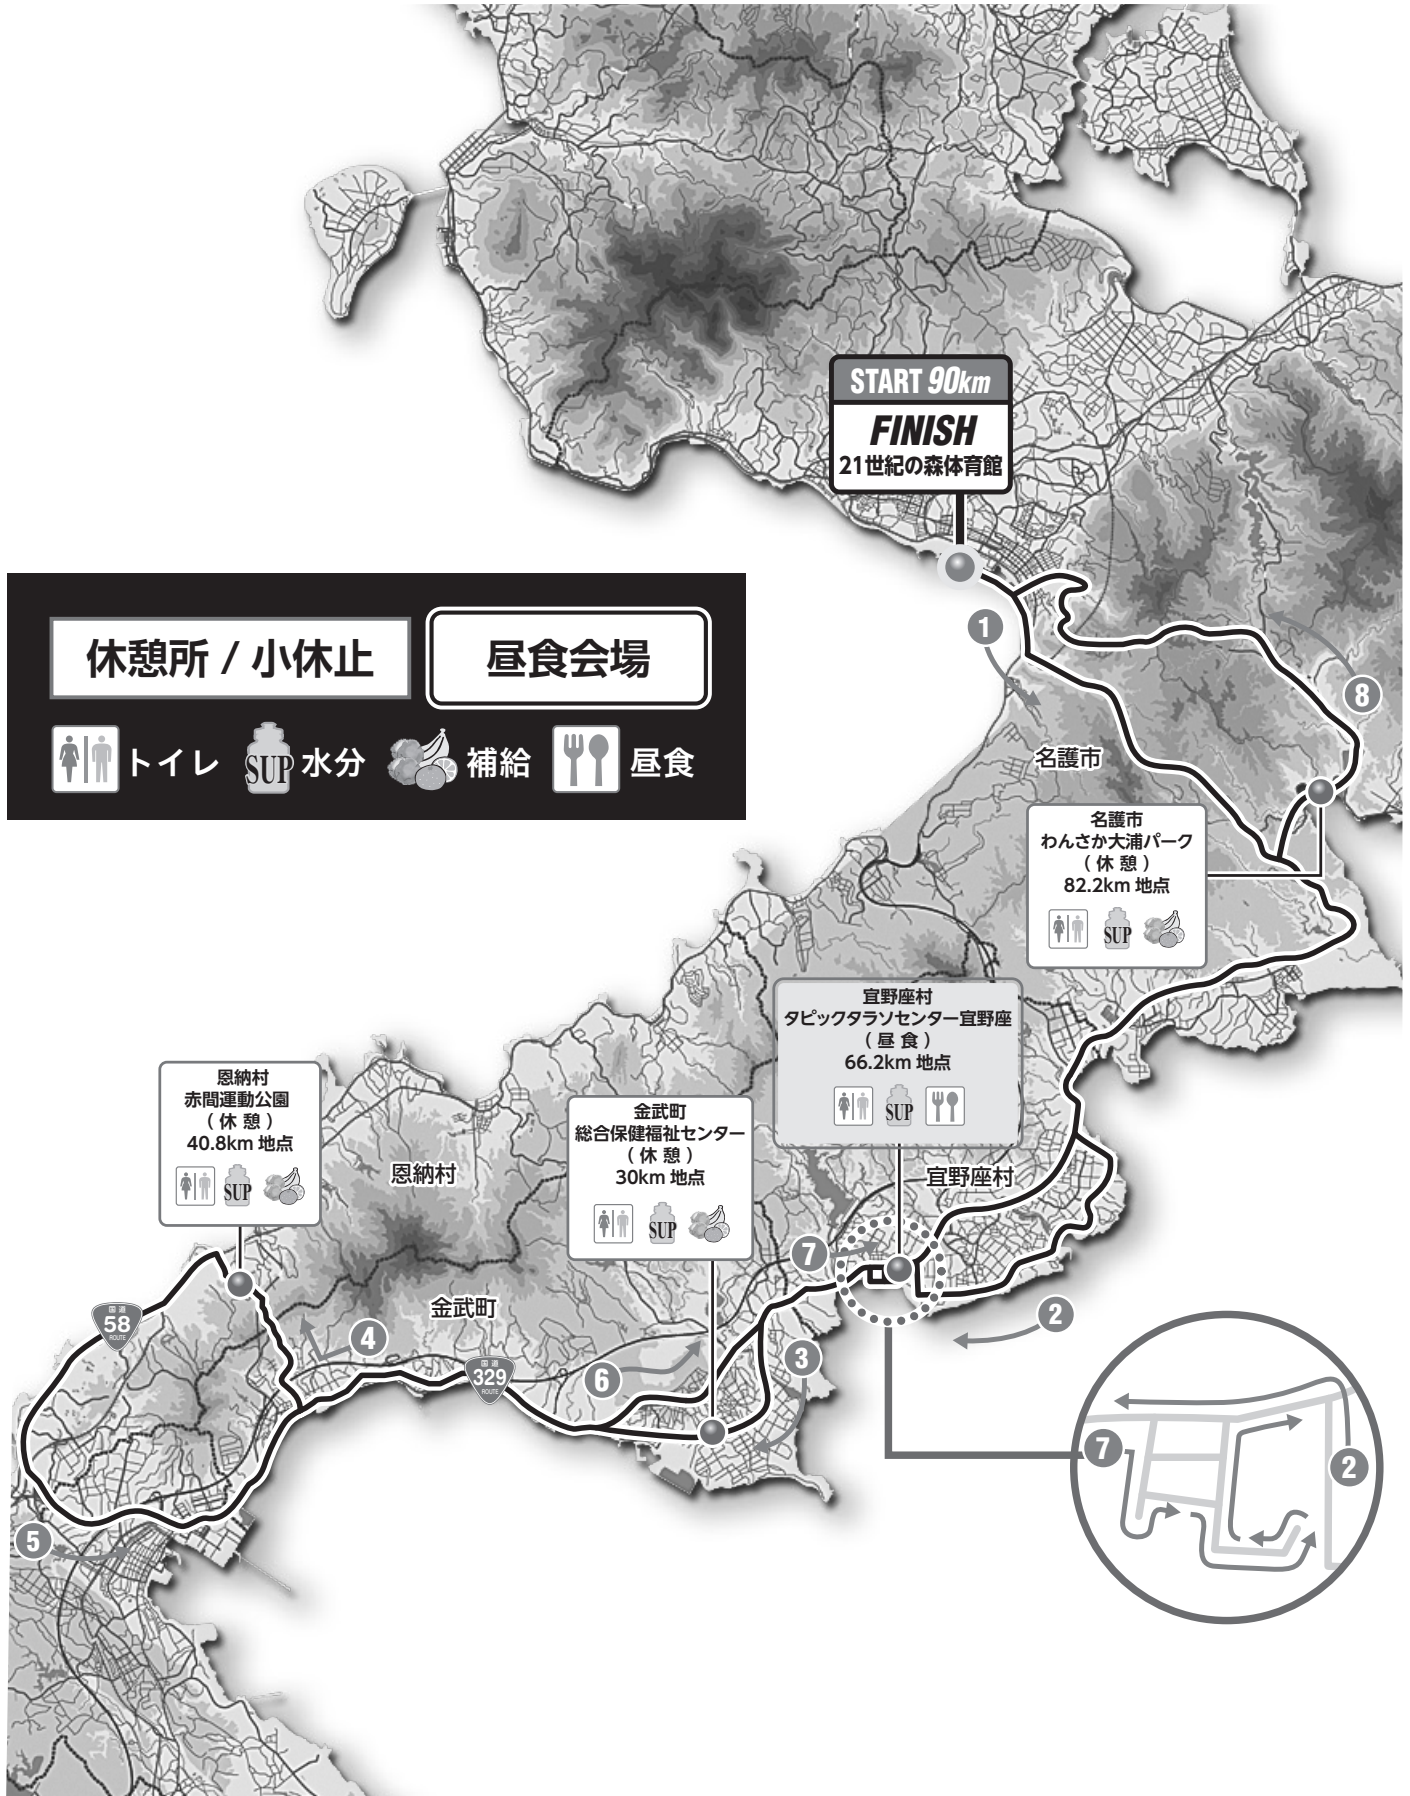 START 90km
FINISH
21世紀の森体育館
休憩所 / 小休止
昼食会場
トイレ
SUP 水分
補給
昼食
1
8
名護市
名護市
わんさか大浦パーク
( 休 憩 )
82.2km 地点
SUP
宜野座村
タピックタラソセンター宜野座
( 昼 食 )
66.2km 地点
SUP
恩納村
赤間運動公園
( 休 憩 )
40.8km 地点
SUP
金武町
総合保健福祉センター
( 休 憩 )
30km 地点
SUP
恩納村
宜野座村
7
金武町
国道
58
ROUTE
4
2
国道
329
ROUTE
6
3
7
2
5